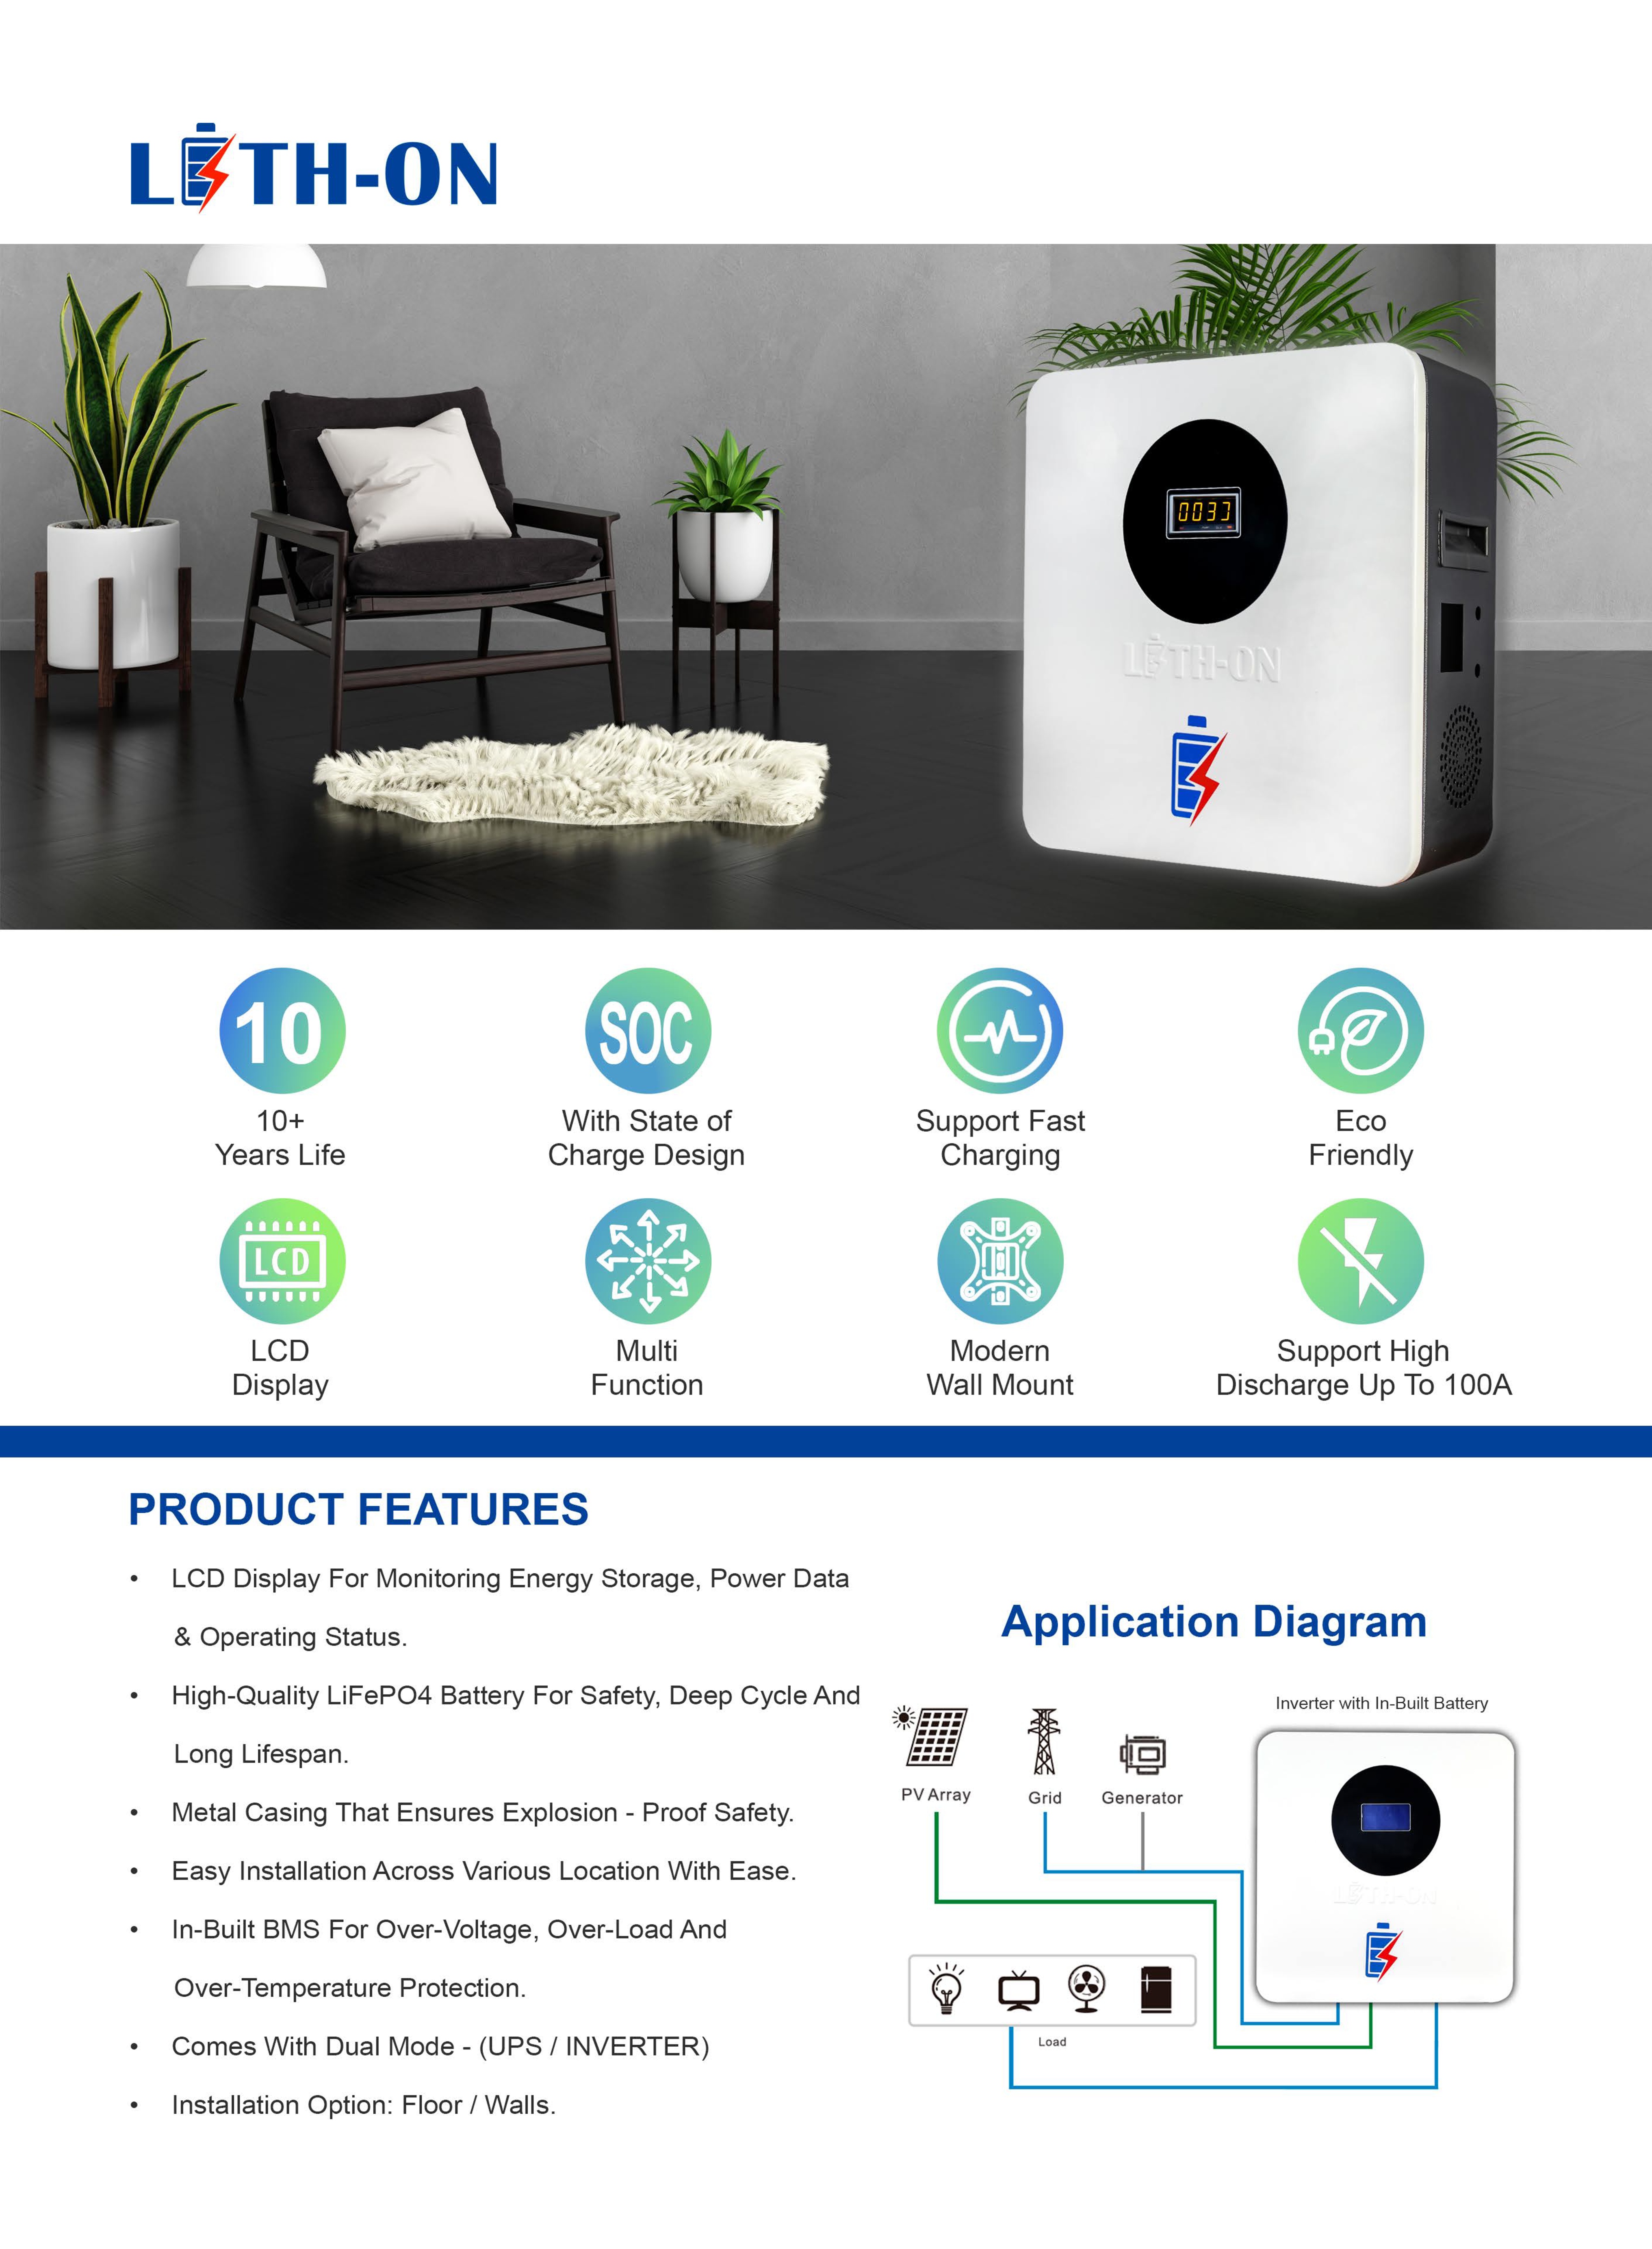 LITH-ON
0037
LITH-ON
10
10+
Years Life
SOC
With State of
Charge Design
Support Fast
Charging
Eco
Friendly
LCD
LCD
Display
Multi
Function
Modern
Wall Mount
Support High
Discharge Up To 100A
PRODUCT FEATURES
• LCD Display For Monitoring Energy Storage, Power Data
& Operating Status.
• High-Quality LiFePO4 Battery For Safety, Deep Cycle And
Long Lifespan.
• Metal Casing That Ensures Explosion - Proof Safety.
• Easy Installation Across Various Location With Ease.
• In-Built BMS For Over-Voltage, Over-Load And
Over-Temperature Protection.
• Comes With Dual Mode - (UPS / INVERTER)
• Installation Option: Floor / Walls.
Application Diagram
Inverter with In-Built Battery
PV Array
Grid
Generator
LITH-ON
Load